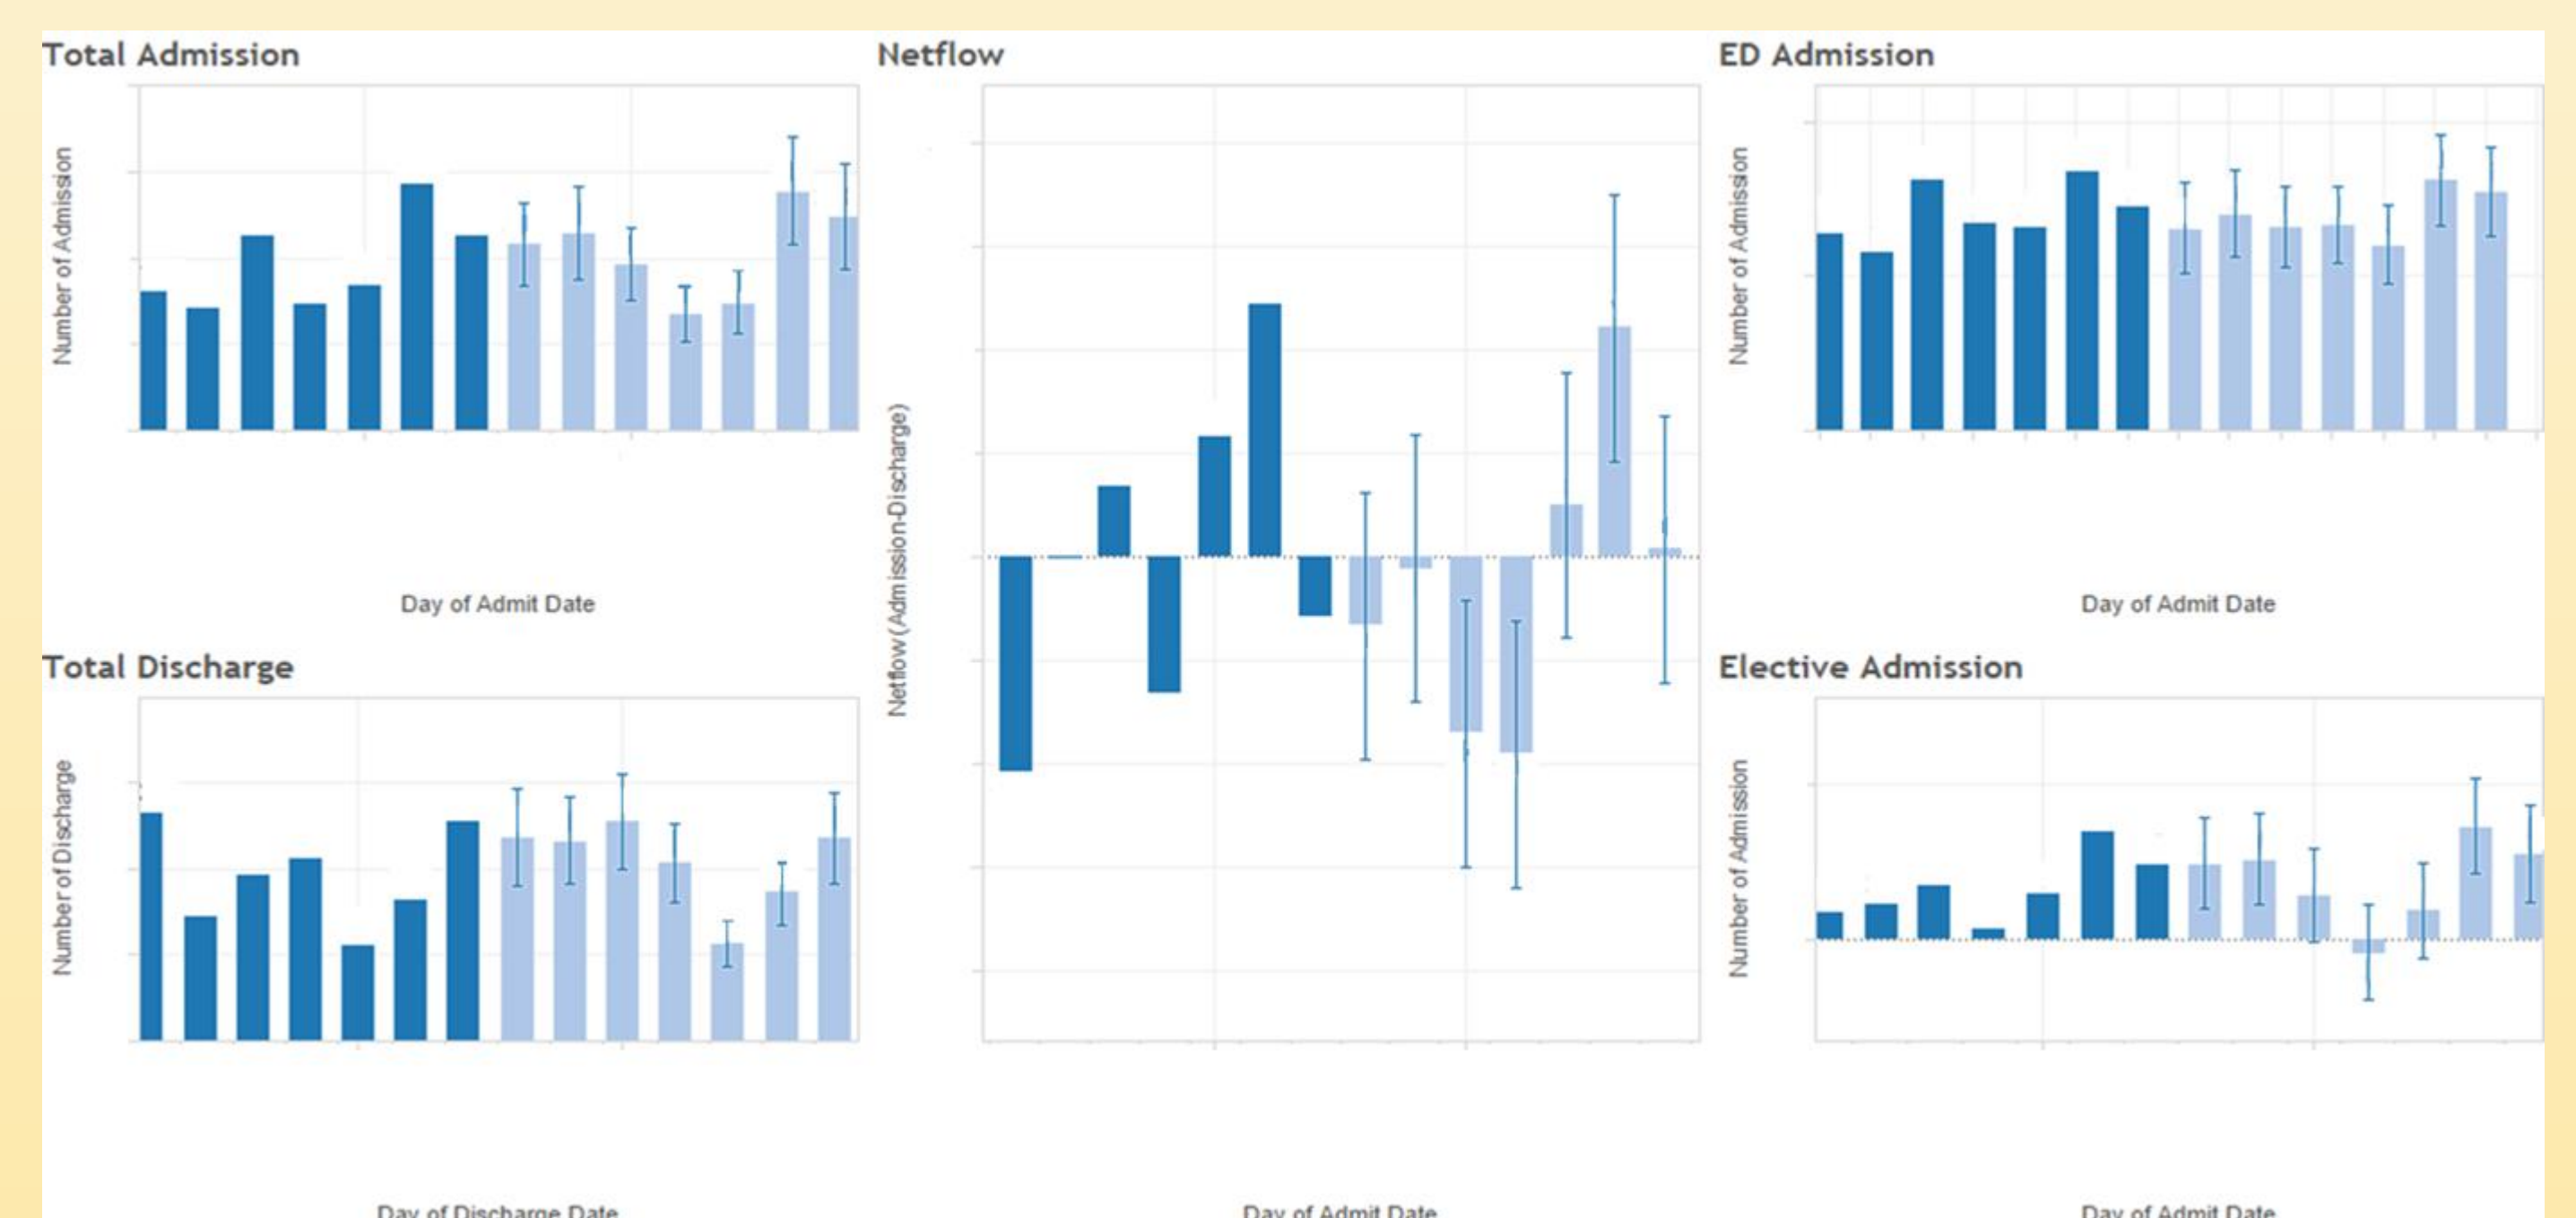 Total Admission
Number of Admission
Day of Admit Date
Total Discharge
Number of Discharge
Day of Discharge Date
Netflow
Netflow(Admission-Discharge)
Day of Admit Date
ED Admission
Number of Admission
Day of Admit Date
Elective Admission
Number of Admission
Day of Admit Date